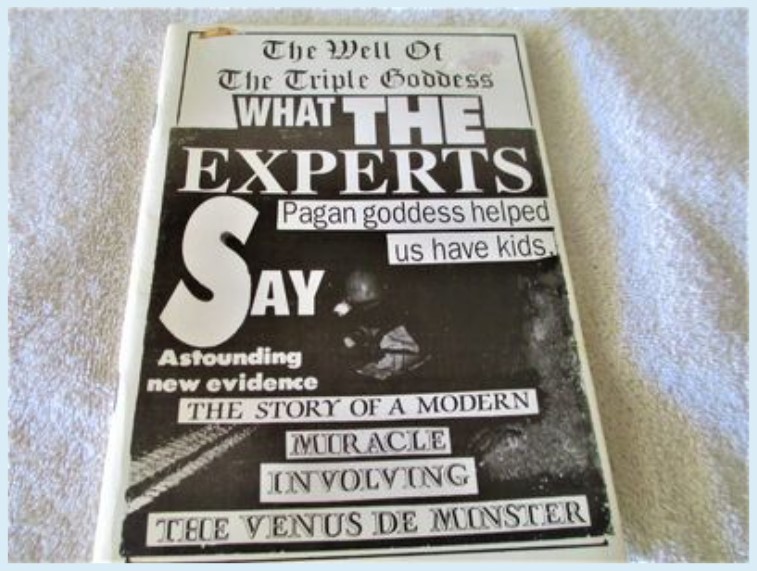 The Well Of
The Triple Goddess
WHAT THE
EXPERTS
SAY
Pagan goddess helped
us have kids.
Astounding
new evidence
THE STORY OF A MODERN
MIRACLE
INVOLVING
THE VENUS DE MINSTER